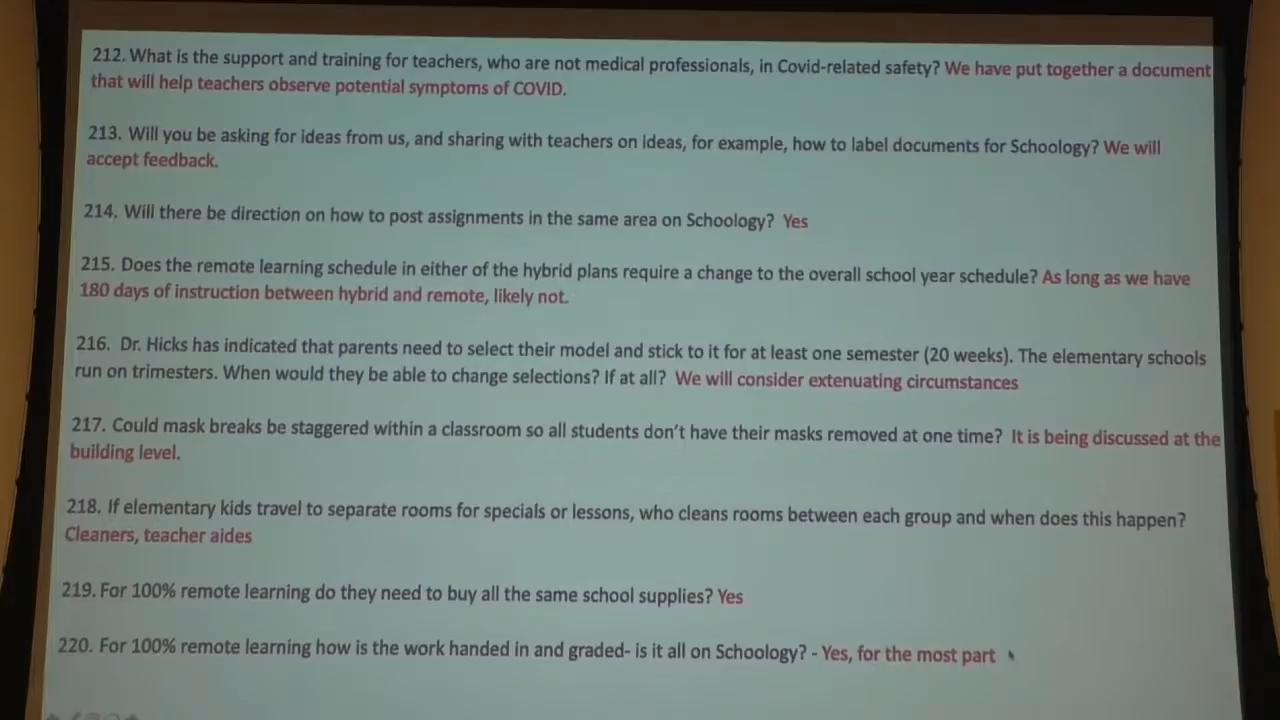 212. What is the support and training for teachers, who are not medical professionals, in Covid-related safety? We have put together a document
that will help teachers observe potential symptoms of COVID.
213. Will you be asking for ideas from us, and sharing with teachers on ideas, for example, how to label documents for Schoology? We will
accept feedback.
214. Will there be direction on how to post assignments in the same area on Schoology? Yes
215. Does the remote learning schedule in either of the hybrid plans require a change to the overall school year schedule? As long as we have
180 days of instruction between hybrid and remote, likely not.
216. Dr. Hicks has indicated that parents need to select their model and stick to it for at least one semester (20 weeks). The elementary schools
run on trimesters. When would they be able to change selections? If at all? We will consider extenuating circumstances
217. Could mask breaks be staggered within a classroom so all students don't have their masks removed at one time? It is being discussed at the
building level.
218. If elementary kids travel to separate rooms for specials or lessons, who cleans rooms between each group and when does this happen?
Cleaners, teacher aides
219. For 100% remote learning do they need to buy all the same school supplies? Yes
220. For 100% remote learning how is the work handed in and graded- is it all on Schoology? - Yes, for the most part